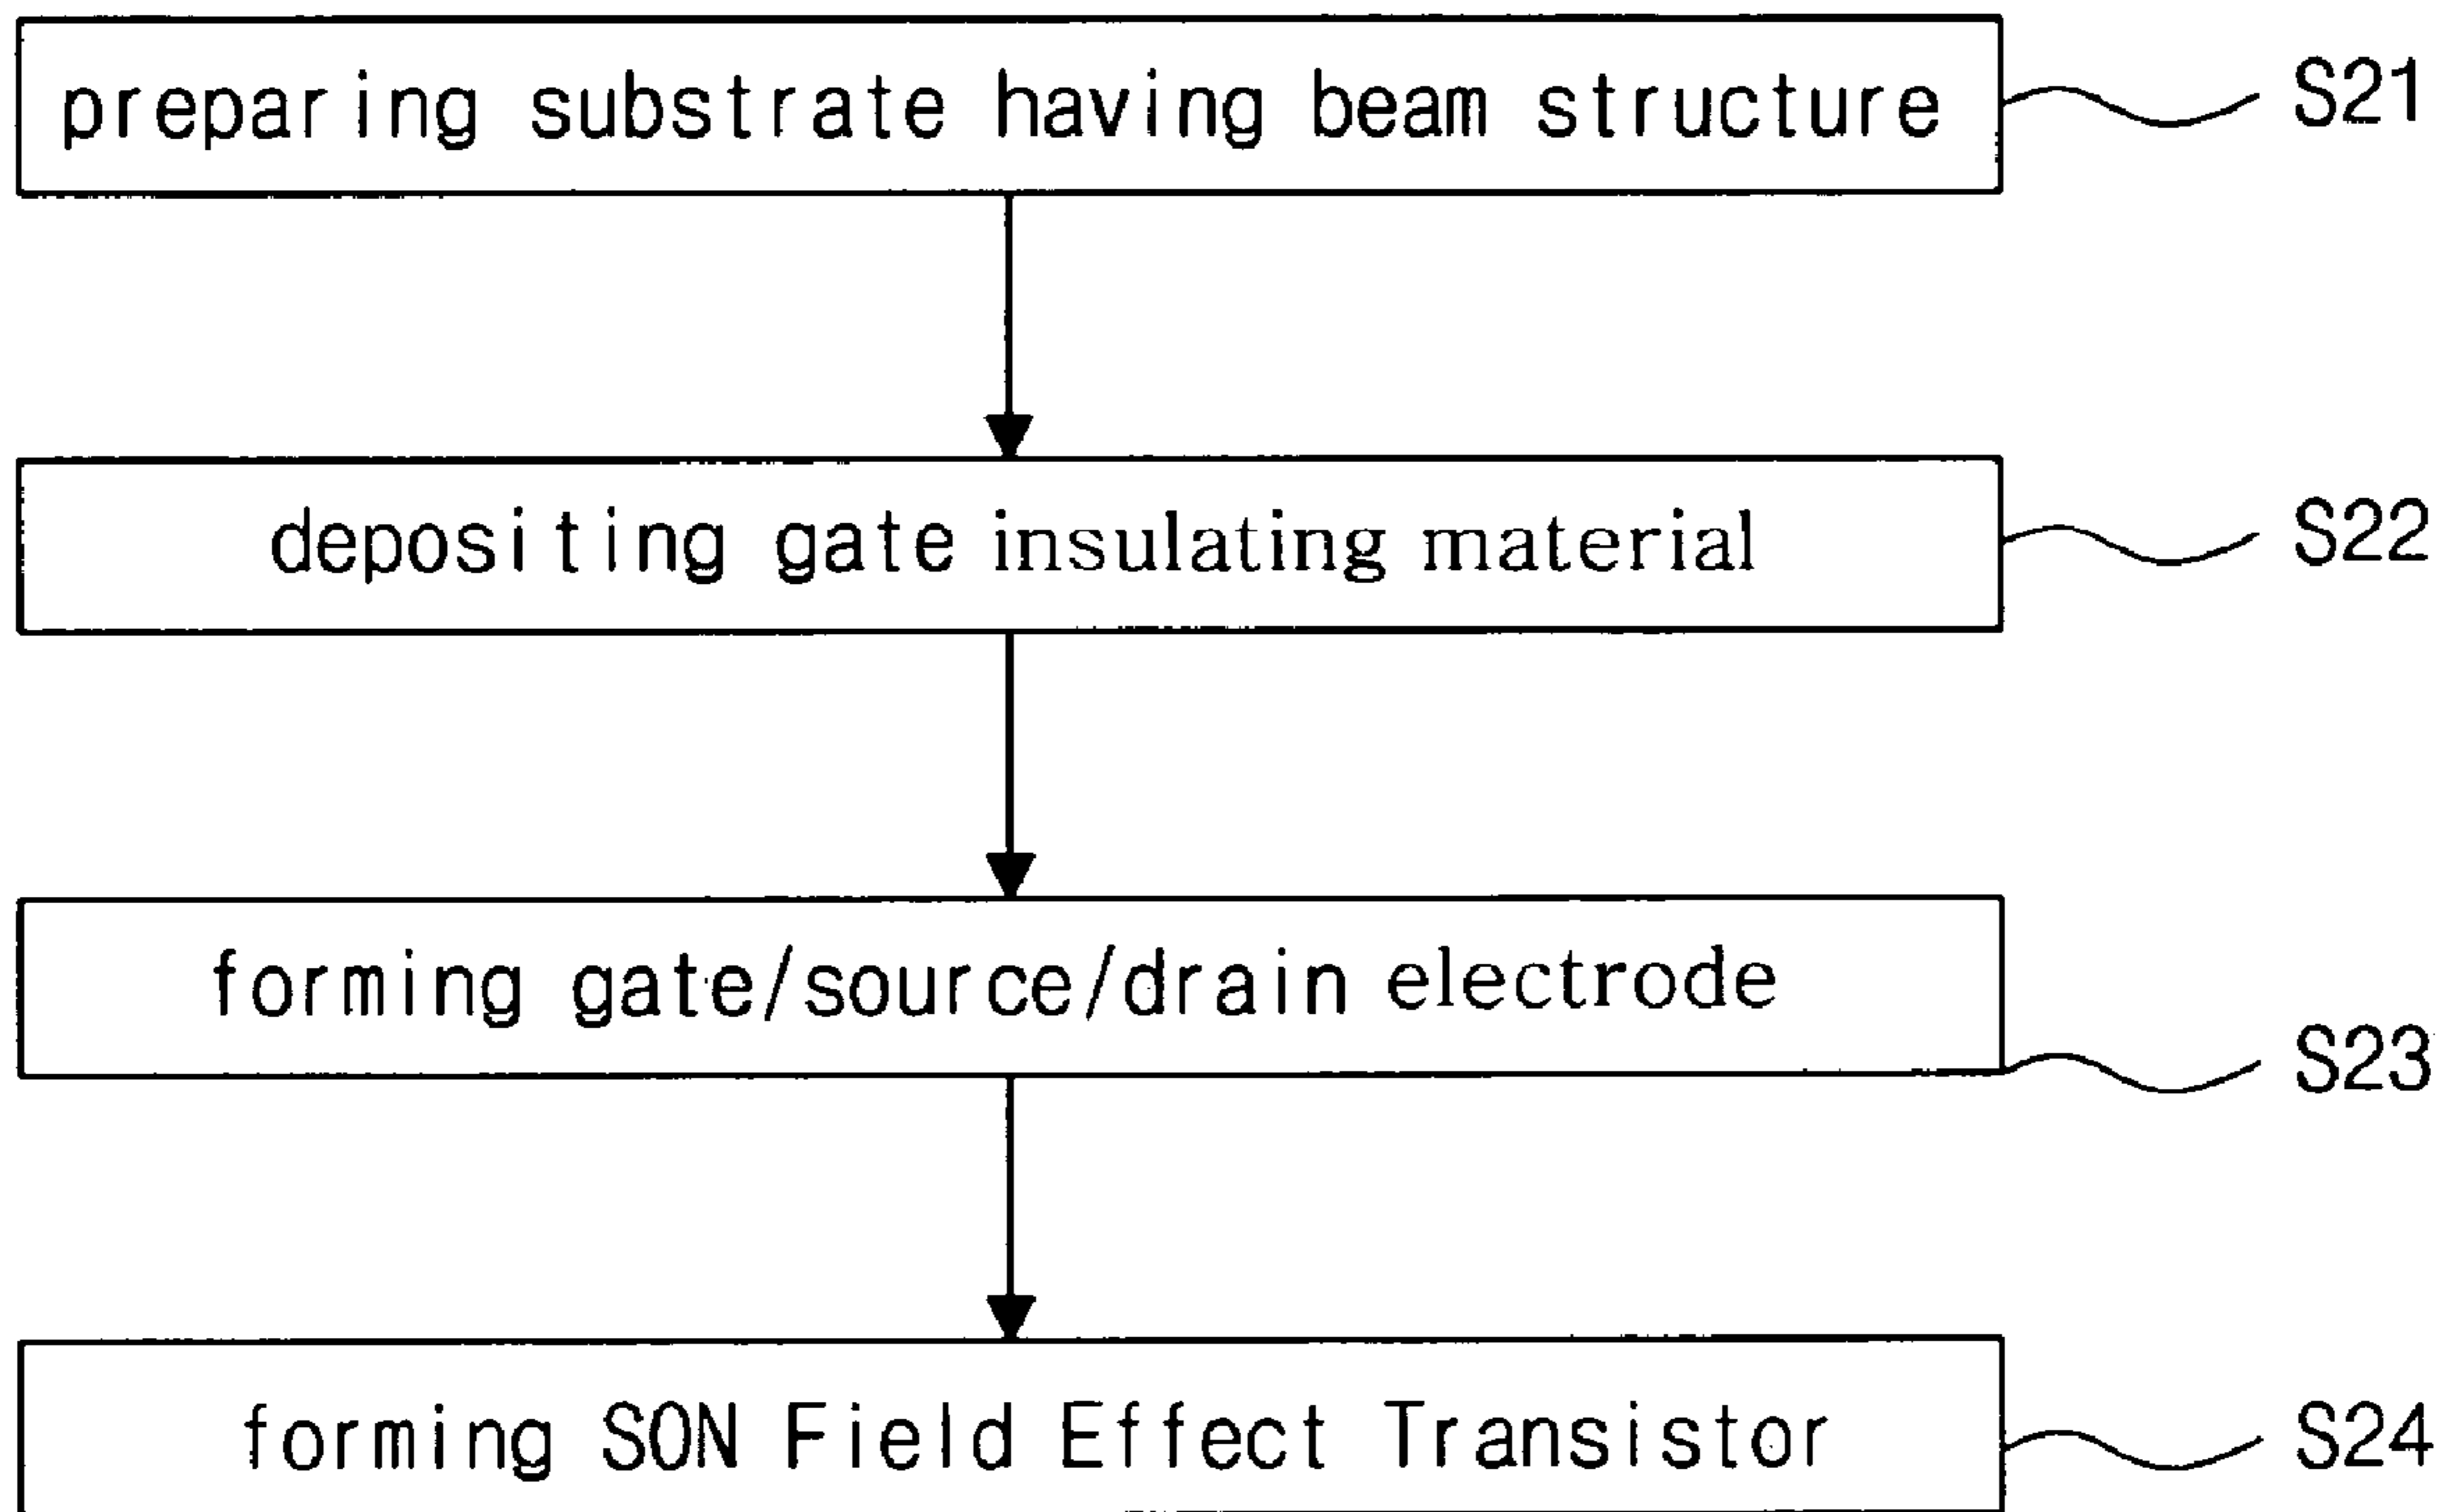 preparing substrate having beam structure S21
depositing gate insulating material S22
forming gate/source/drain electrode S23
forming SON Field Effect Transistor S24